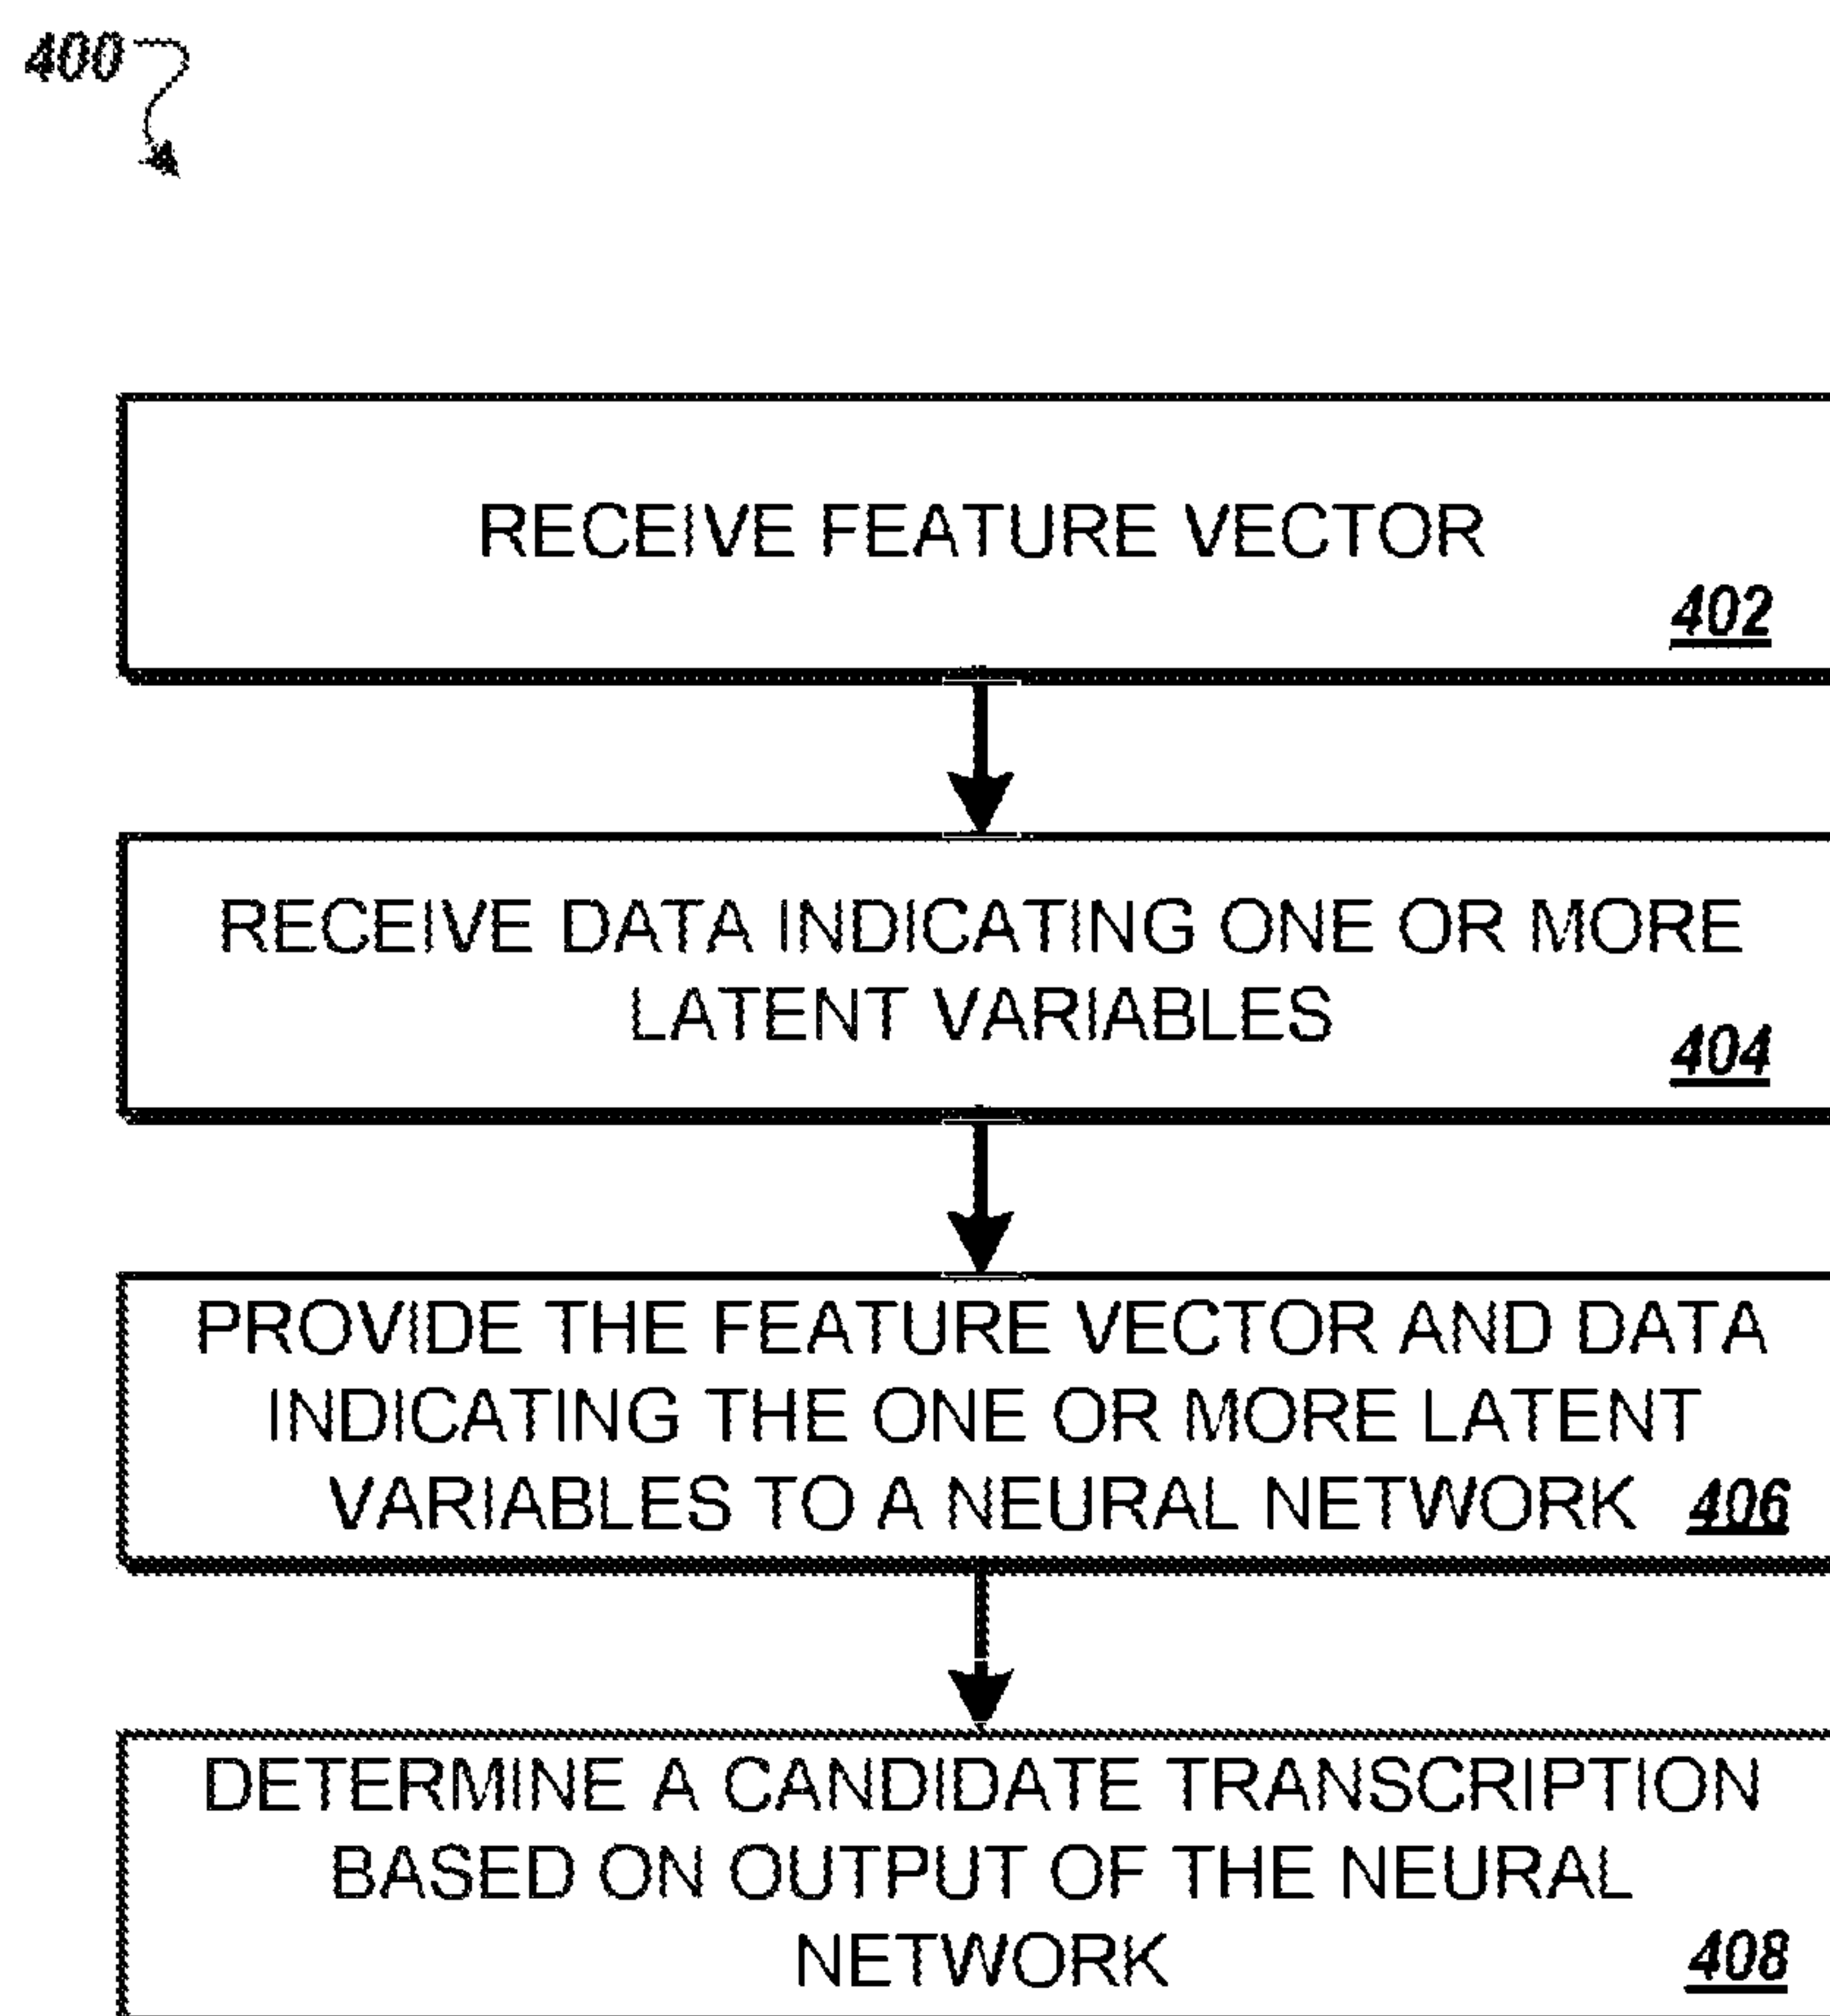 400
RECEIVE FEATURE VECTOR
402
RECEIVE DATA INDICATING ONE OR MORE
LATENT VARIABLES
404
PROVIDE THE FEATURE VECTOR AND DATA
INDICATING THE ONE OR MORE LATENT
VARIABLES TO A NEURAL NETWORK 406
DETERMINE A CANDIDATE TRANSCRIPTION
BASED ON OUTPUT OF THE NEURAL
NETWORK 408